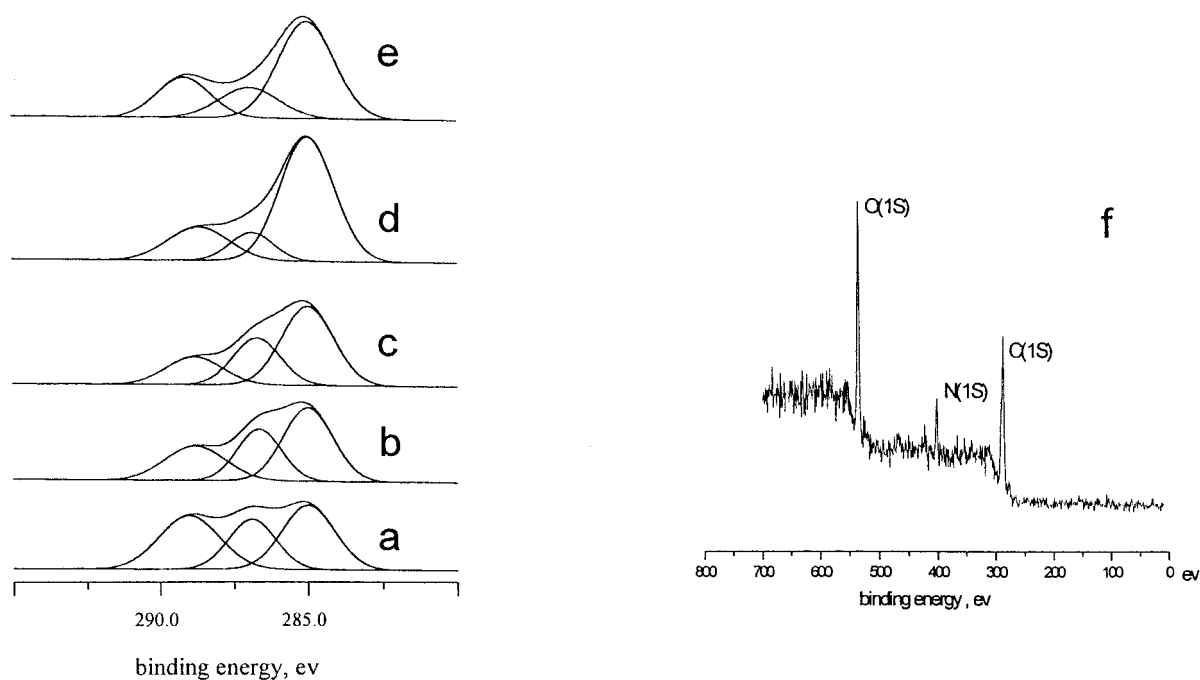 e
d
c
b
a
290.0 285.0
binding energy, ev
f
O(1S)
N(1S)
C(1S)
800 700 600 500 400 300 200 100 0 ev
binding energy , ev